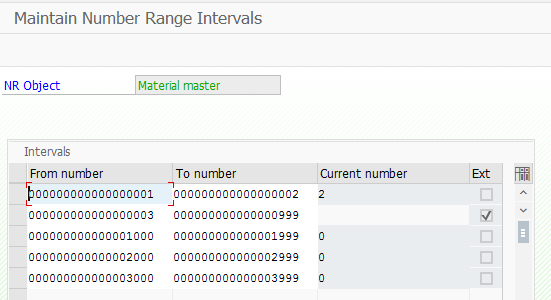 Maintain Number Range Intervals
NR Object Material master
Intervals
From number To number Current number Ext
000000000000000001 000000000000000002 2
000000000000000003 000000000000000999
000000000000001000 000000000000001999 0
000000000000002000 000000000000002999 0
000000000000003000 000000000000003999 0